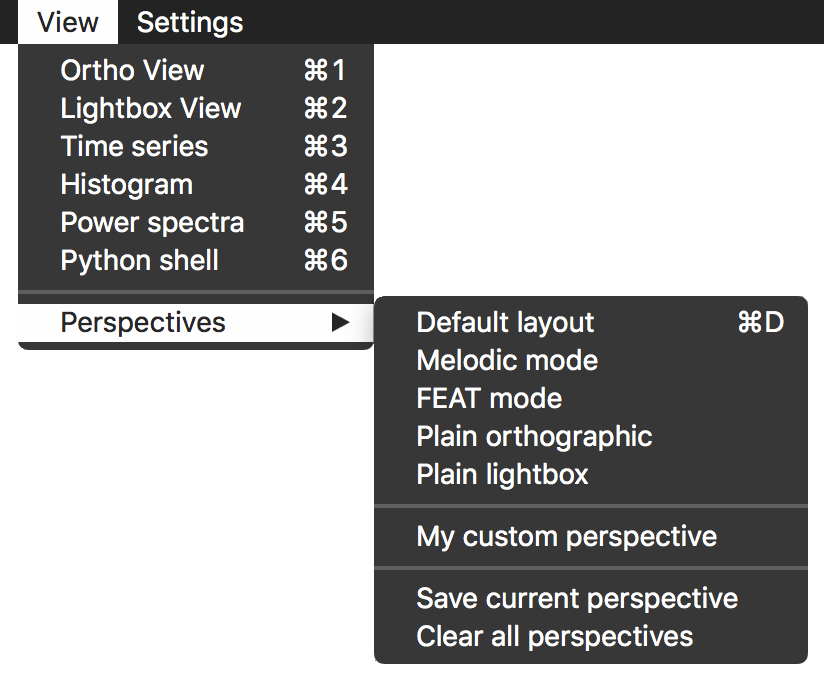 View Settings
Ortho View ⌘1
Lightbox View ⌘2
Time series ⌘3
Histogram ⌘4
Power spectra ⌘5
Python shell ⌘6
Perspectives ▶
Default layout ⌘D
Melodic mode
FEAT mode
Plain orthographic
Plain lightbox
My custom perspective
Save current perspective
Clear all perspectives